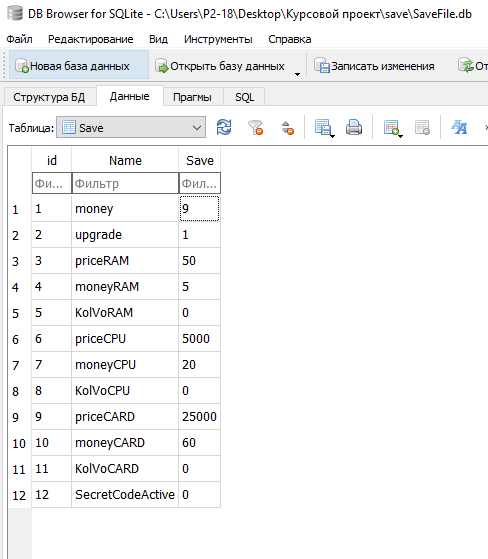 DB Browser for SQLite - C:\Users\P2-18\Desktop\Курсовой проект\save\SaveFile.db
Файл Редактирование Вид Инструменты Справка
Новая база данных Открыть базу данных Записать изменения От
Структура БД Данные Прагмы SQL
Таблица: Save
id Name Save
Фи... Фильтр Фил...
1 1 money 9
2 2 upgrade 1
3 3 priceRAM 50
4 4 moneyRAM 5
5 5 KolVoRAM 0
6 6 priceCPU 5000
7 7 moneyCPU 20
8 8 KolVoCPU 0
9 9 priceCARD 25000
10 10 moneyCARD 60
11 11 KolVoCARD 0
12 12 SecretCodeActive 0